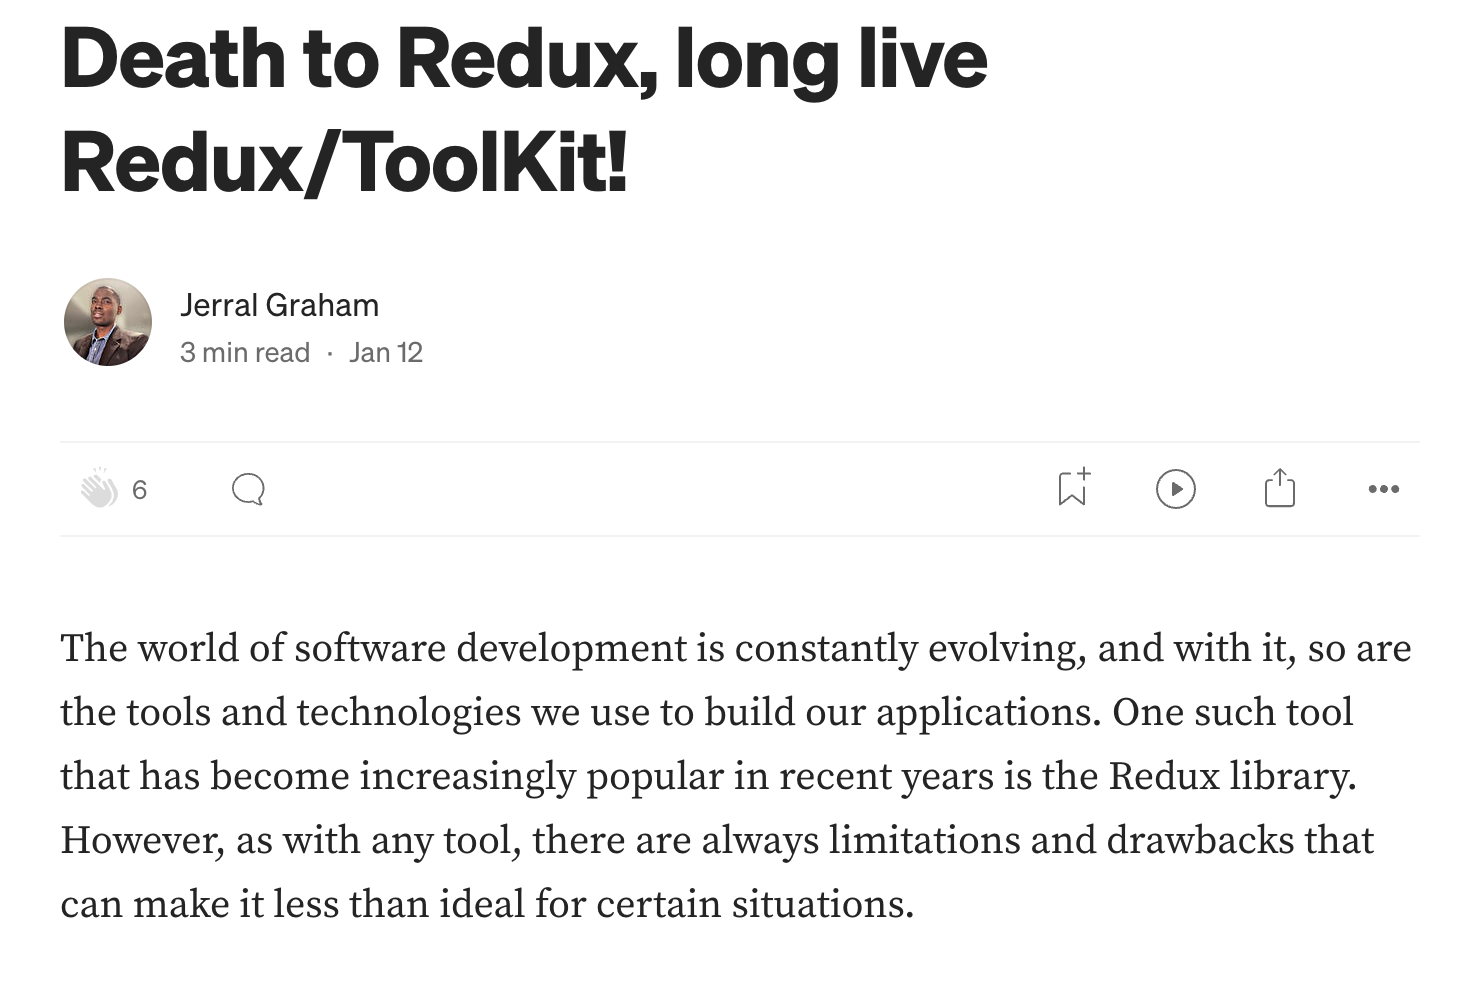 Death to Redux, long live
Redux/ToolKit!
Jerral Graham
3 min read · Jan 12
6
The world of software development is constantly evolving, and with it, so are
the tools and technologies we use to build our applications. One such tool
that has become increasingly popular in recent years is the Redux library.
However, as with any tool, there are always limitations and drawbacks that
can make it less than ideal for certain situations.